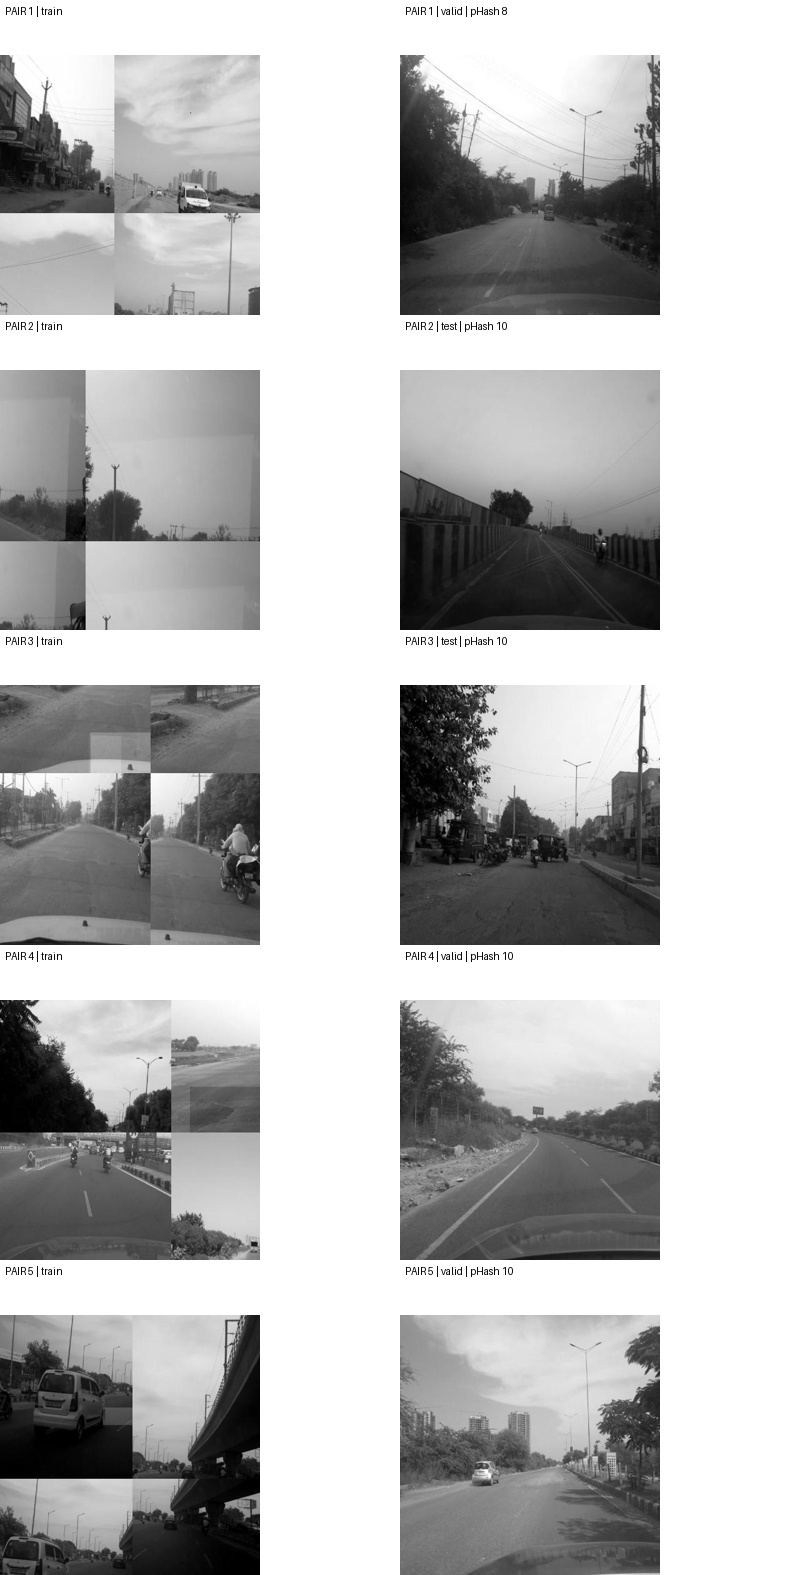 PAIR 1 | train
PAIR 1 | valid | pHash 8
PAIR 2 | train
PAIR 2 | test | pHash 10
PAIR 3 | train
PAIR 3 | test | pHash 10
PAIR 4 | train
PAIR 4 | valid | pHash 10
PAIR 5 | train
PAIR 5 | valid | pHash 10